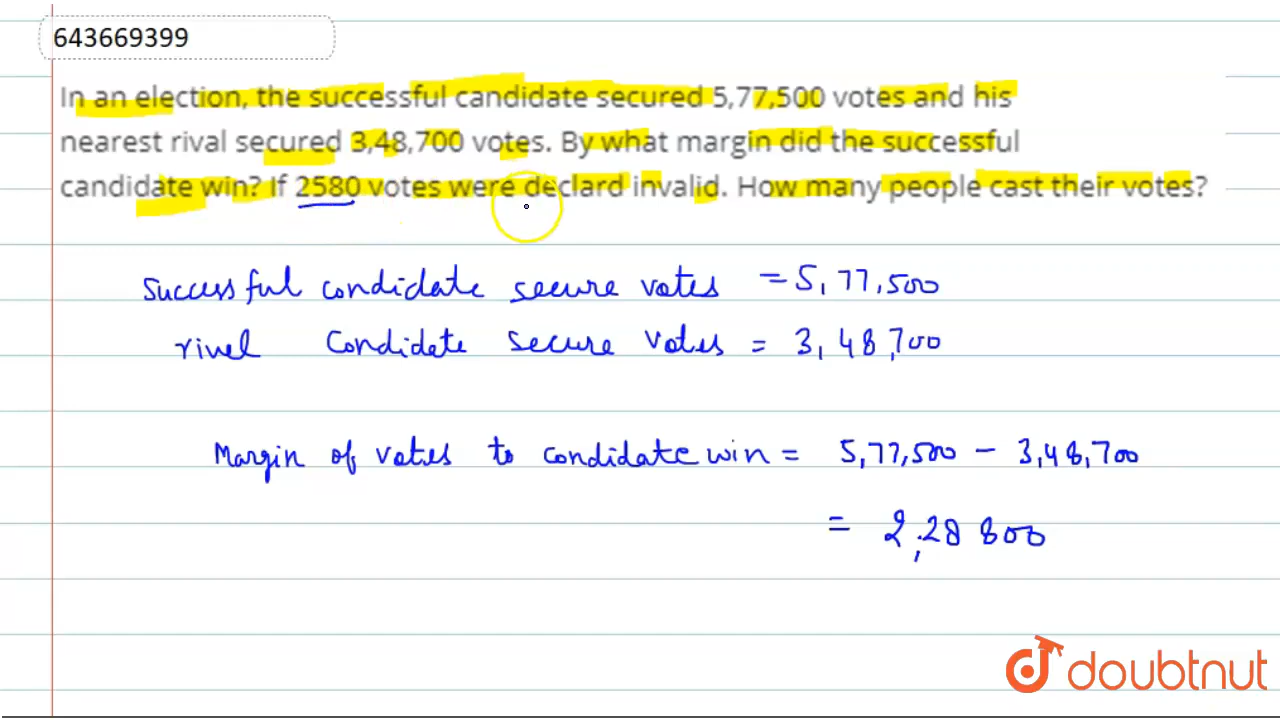 643669399
In an election, the successful candidate secured 5,77,500 votes and his
nearest rival secured 3,48,700 votes. By what margin did the successful
candidate win? If 2580 votes were declard invalid. How many people cast their votes?
Successful condidate secure votes = 5,77,500
rivel Condidate secure votes = 3,48,700
Margin of votes to condidate win = 5,77,500 - 3,48,700
= 2,28 800
doubtnut